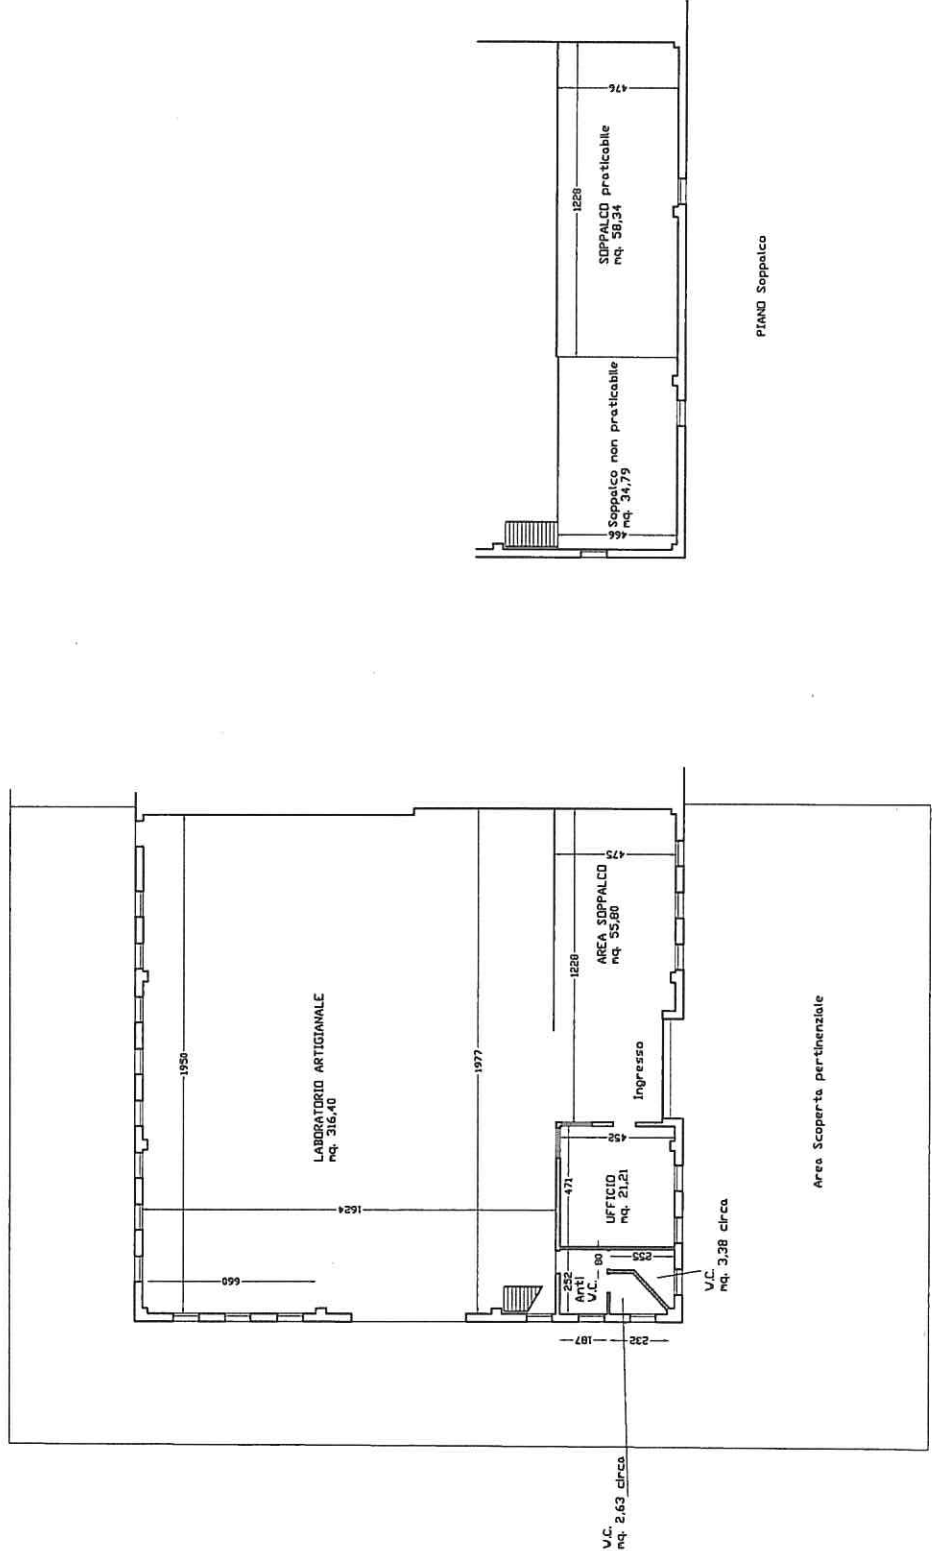 476
1228
SOPPALCO praticabile
mq. 58,34
Soppalco non praticabile
mq. 34,79
466
PIANO Soppalco
1950
LABORATORIO ARTIGIANALE
mq. 316,40
1977
1624
660
475
AREA SOPPALCO
mq. 55,80
1228
Ingresso
452
471
UFFICIO
mq. 21,21
252
Anti
W.C.
80
255
187
232
W.C.
mq. 3,38 circa
W.C.
mq. 2,63 circa
Area Scoperta pertinenziale